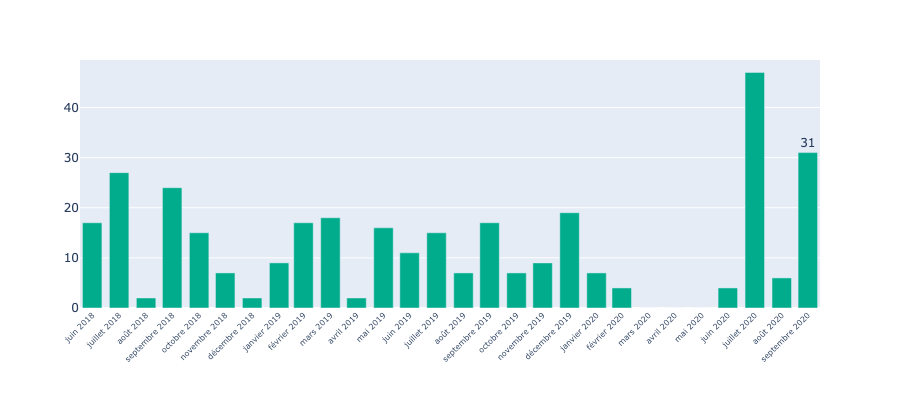 40
30
20
10
0
31
juin 2018
juillet 2018
août 2018
septembre 2018
octobre 2018
novembre 2018
décembre 2018
janvier 2019
février 2019
mars 2019
avril 2019
mai 2019
juin 2019
juillet 2019
août 2019
septembre 2019
octobre 2019
novembre 2019
décembre 2019
janvier 2020
février 2020
mars 2020
avril 2020
mai 2020
juin 2020
juillet 2020
août 2020
septembre 2020